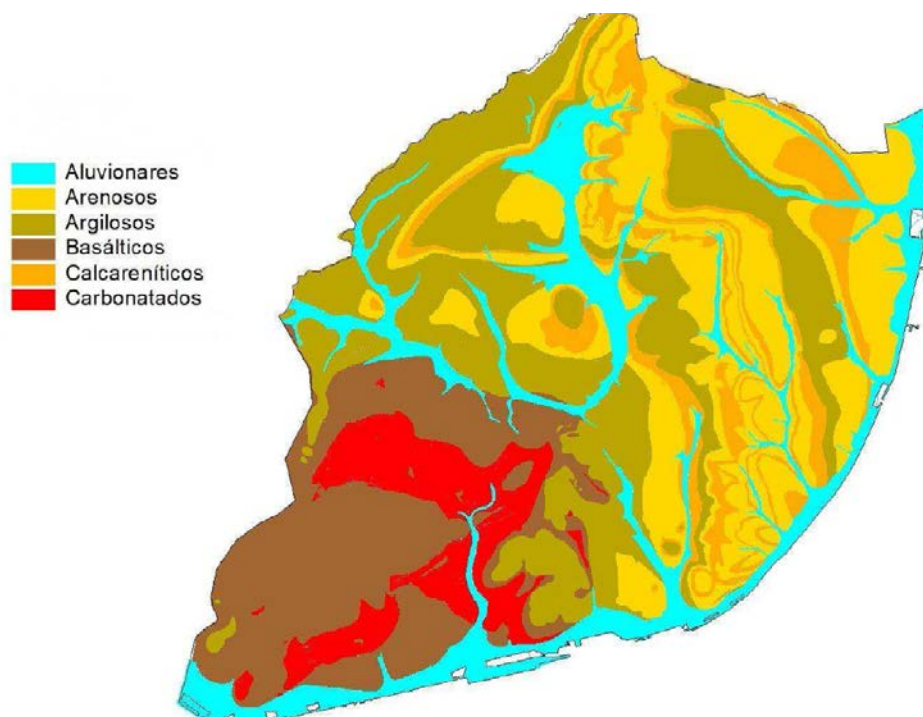 Aluvionares
Arenosos
Argilosos
Basálticos
Calcareníticos
Carbonatados